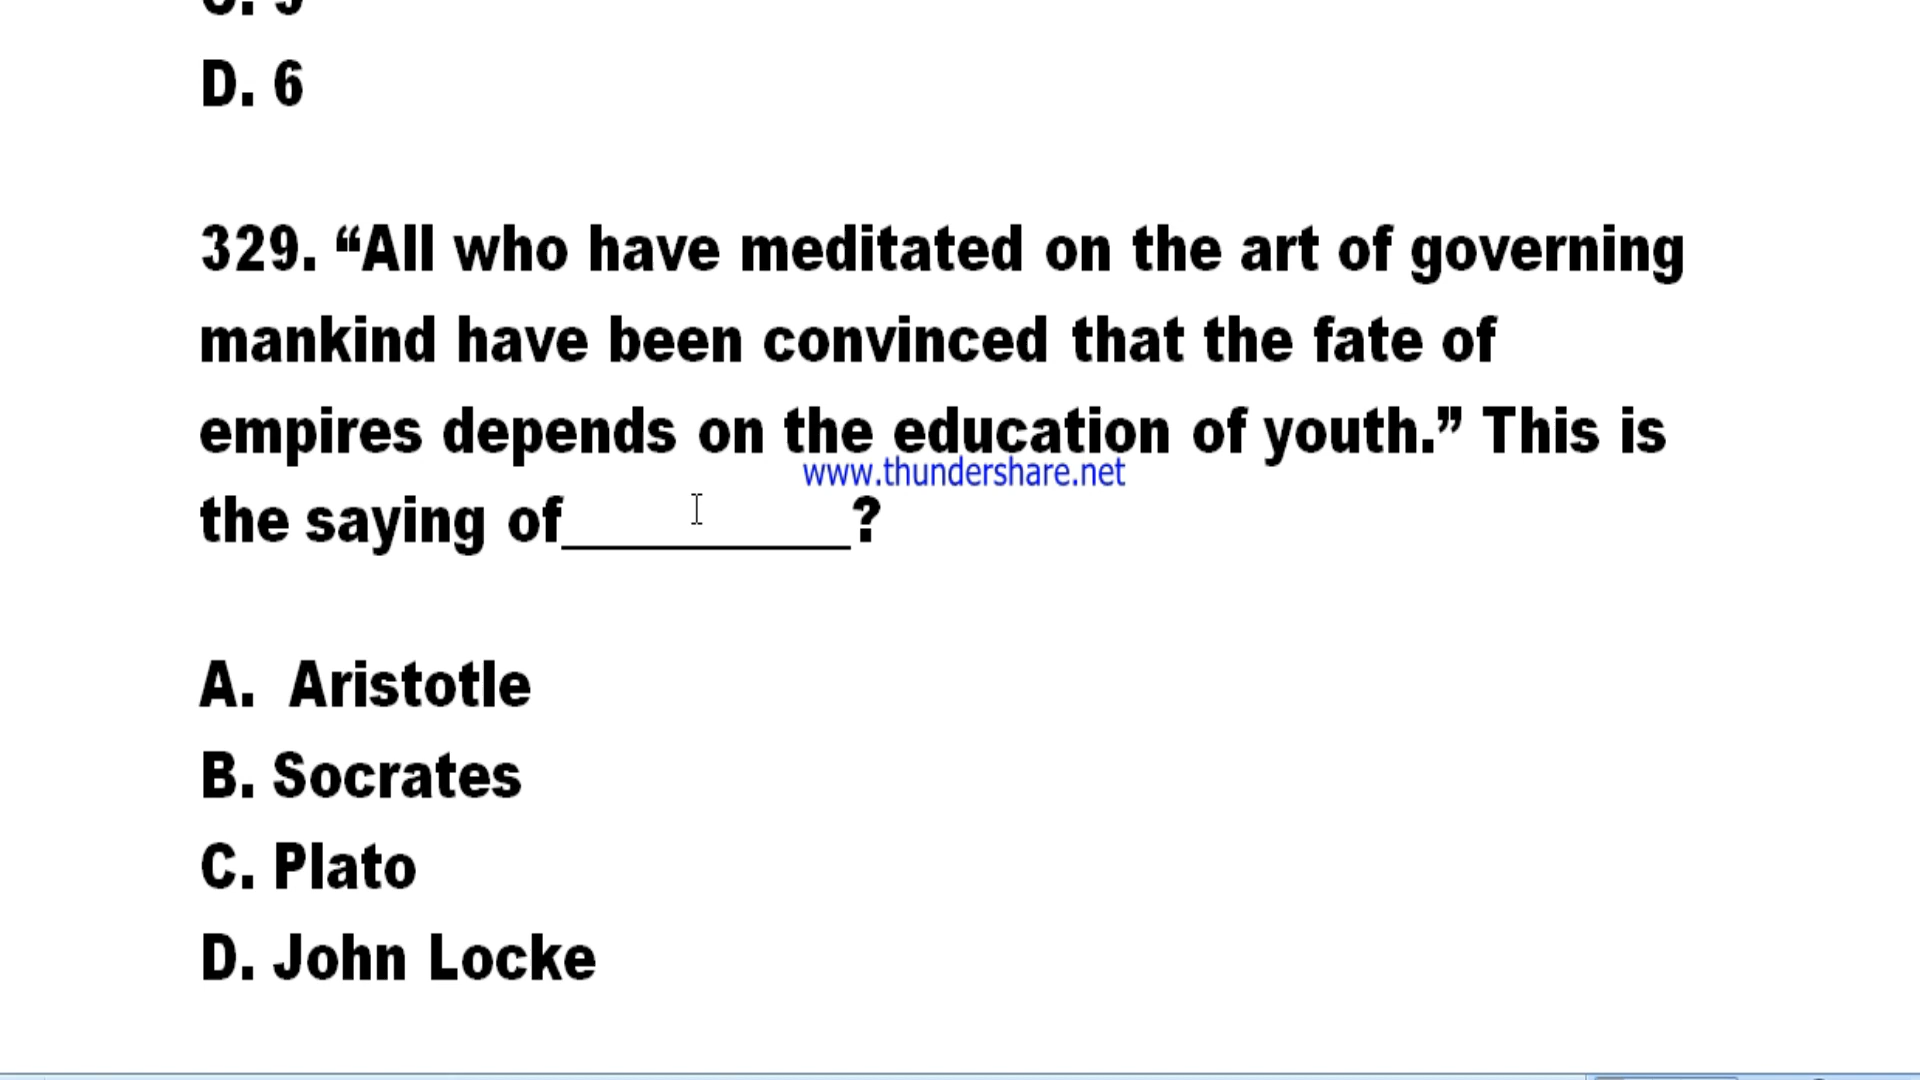 D. 6
329. “All who have meditated on the art of governing
mankind have been convinced that the fate of
empires depends on the education of youth.” This is
www.thundershare.net
the saying of___________?
A. Aristotle
B. Socrates
C. Plato
D. John Locke